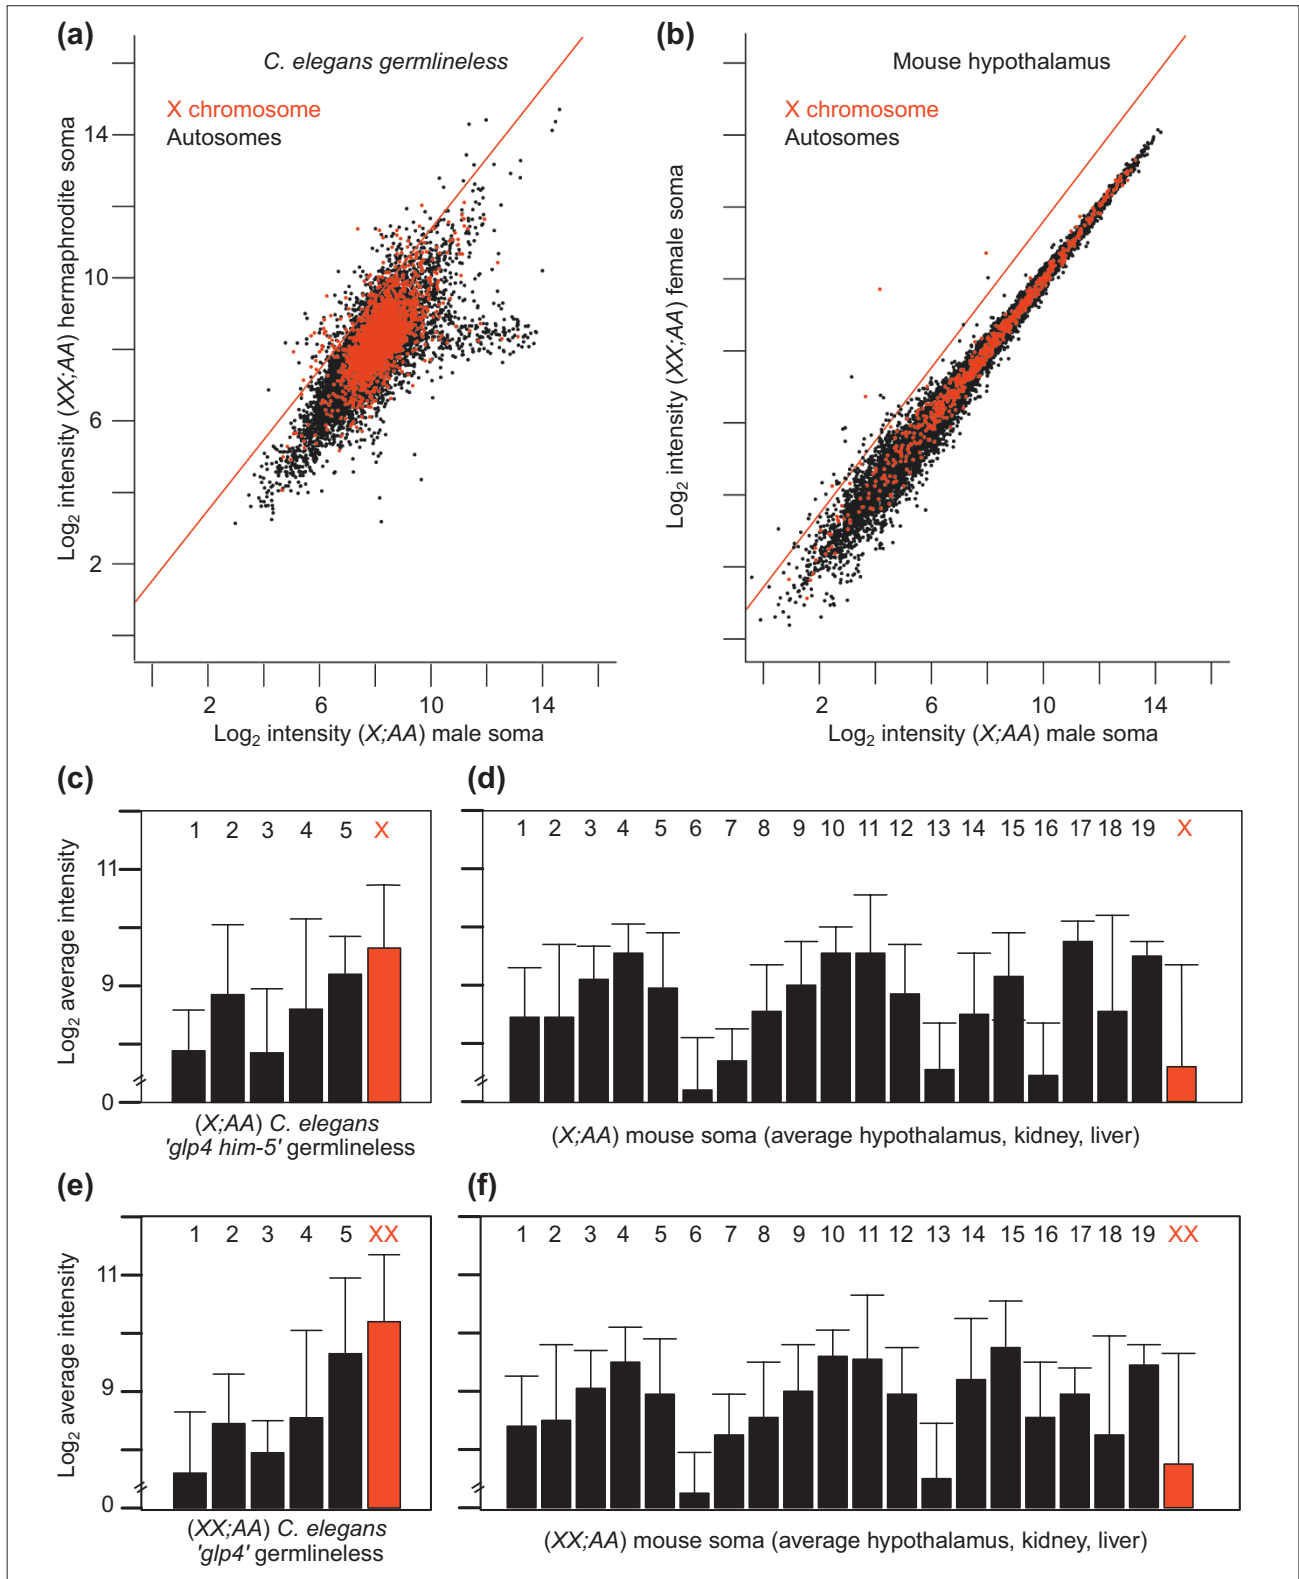 (a)
C. elegans germlineless
X chromosome
Autosomes
Log2 intensity (XX;AA) hermaphrodite soma
14
10
6
2
2 6 10 14
Log2 intensity (X;AA) male soma
(b)
Mouse hypothalamus
X chromosome
Autosomes
Log2 intensity (XX;AA) female soma
2 6 10 14
Log2 intensity (X;AA) male soma
(c)
Log2 average intensity
11
9
0
1 2 3 4 5 X
(X;AA) C. elegans
'glp4 him-5' germlineless
(d)
1 2 3 4 5 6 7 8 9 10 11 12 13 14 15 16 17 18 19 X
(X;AA) mouse soma (average hypothalamus, kidney, liver)
(e)
Log2 average intensity
11
9
0
1 2 3 4 5 XX
(XX;AA) C. elegans
'glp4' germlineless
(f)
1 2 3 4 5 6 7 8 9 10 11 12 13 14 15 16 17 18 19 XX
(XX;AA) mouse soma (average hypothalamus, kidney, liver)